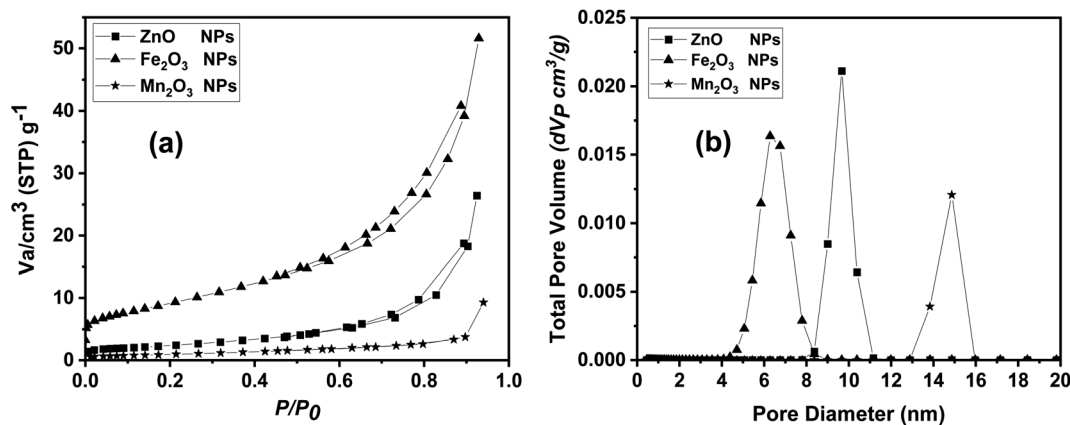 (a)
ZnO NPs
Fe₂O₃ NPs
Mn₂O₃ NPs
Va/cm³ (STP) g⁻¹
50
40
30
20
10
0
0.0 0.2 0.4 0.6 0.8 1.0
P/P₀
(b)
ZnO NPs
Fe₂O₃ NPs
Mn₂O₃ NPs
Total Pore Volume (dVₚ cm³/g)
0.025
0.020
0.015
0.010
0.005
0.000
0 2 4 6 8 10 12 14 16 18 20
Pore Diameter (nm)